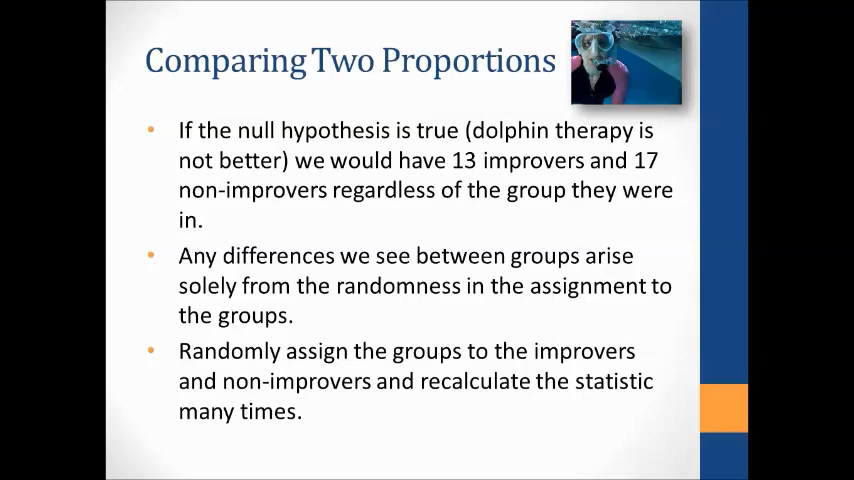 Comparing Two Proportions
• If the null hypothesis is true (dolphin therapy is
not better) we would have 13 improvers and 17
non-improvers regardless of the group they were
in.
• Any differences we see between groups arise
solely from the randomness in the assignment to
the groups.
• Randomly assign the groups to the improvers
and non-improvers and recalculate the statistic
many times.